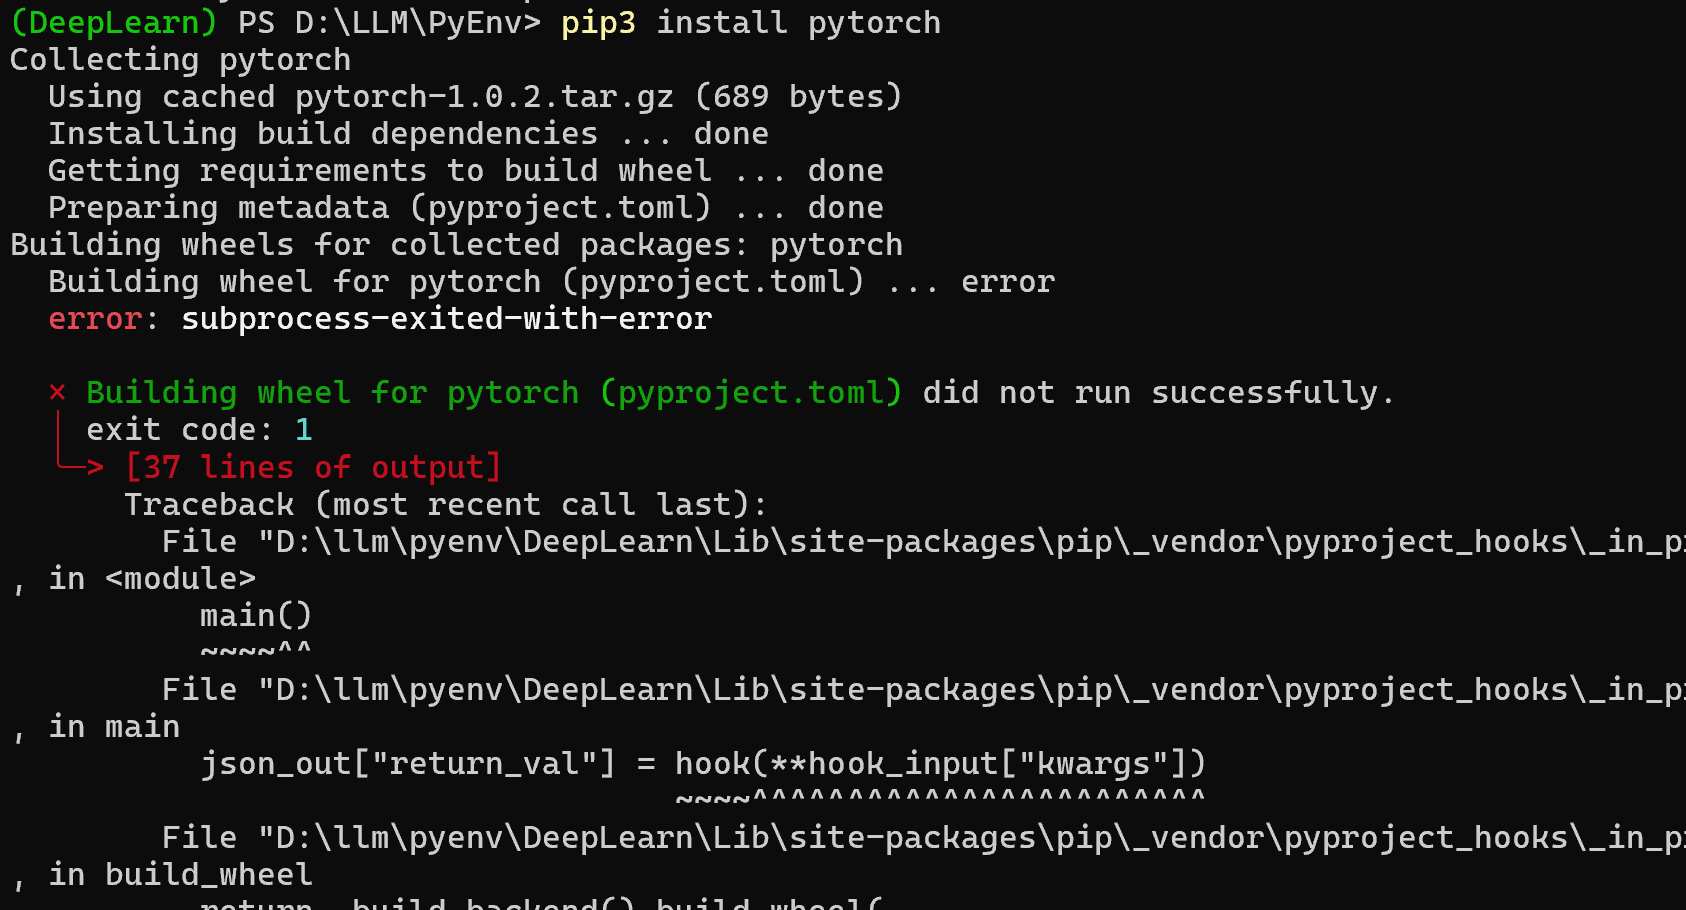 (DeepLearn) PS D:\LLM\PyEnv> pip3 install pytorch
Collecting pytorch
  Using cached pytorch-1.0.2.tar.gz (689 bytes)
  Installing build dependencies ... done
  Getting requirements to build wheel ... done
  Preparing metadata (pyproject.toml) ... done
Building wheels for collected packages: pytorch
  Building wheel for pytorch (pyproject.toml) ... error
  error: subprocess-exited-with-error

  × Building wheel for pytorch (pyproject.toml) did not run successfully.
  │ exit code: 1
  ╰─> [37 lines of output]
      Traceback (most recent call last):
        File "D:\llm\pyenv\DeepLearn\Lib\site-packages\pip\_vendor\pyproject_hooks\_in_p
, in <module>
          main()
          ~~~~^^
        File "D:\llm\pyenv\DeepLearn\Lib\site-packages\pip\_vendor\pyproject_hooks\_in_p
, in main
          json_out["return_val"] = hook(**hook_input["kwargs"])
                                   ~~~~^^^^^^^^^^^^^^^^^^^^^^^^
        File "D:\llm\pyenv\DeepLearn\Lib\site-packages\pip\_vendor\pyproject_hooks\_in_p
, in build_wheel
          return _build_backend().build_wheel(